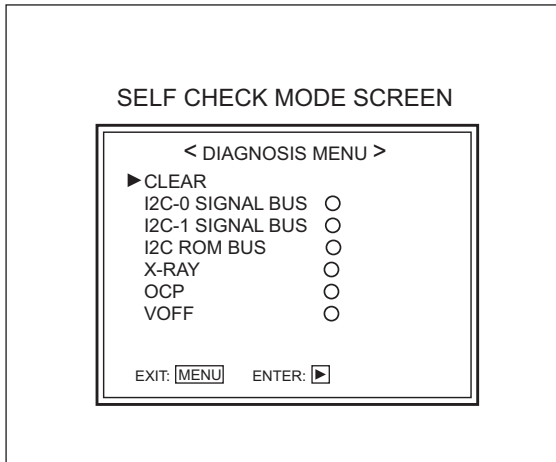 SELF CHECK MODE SCREEN
< DIAGNOSIS MENU >
►CLEAR
I2C-0 SIGNAL BUS ○
I2C-1 SIGNAL BUS ○
I2C ROM BUS ○
X-RAY ○
OCP ○
VOFF ○
EXIT: MENU ENTER: ►